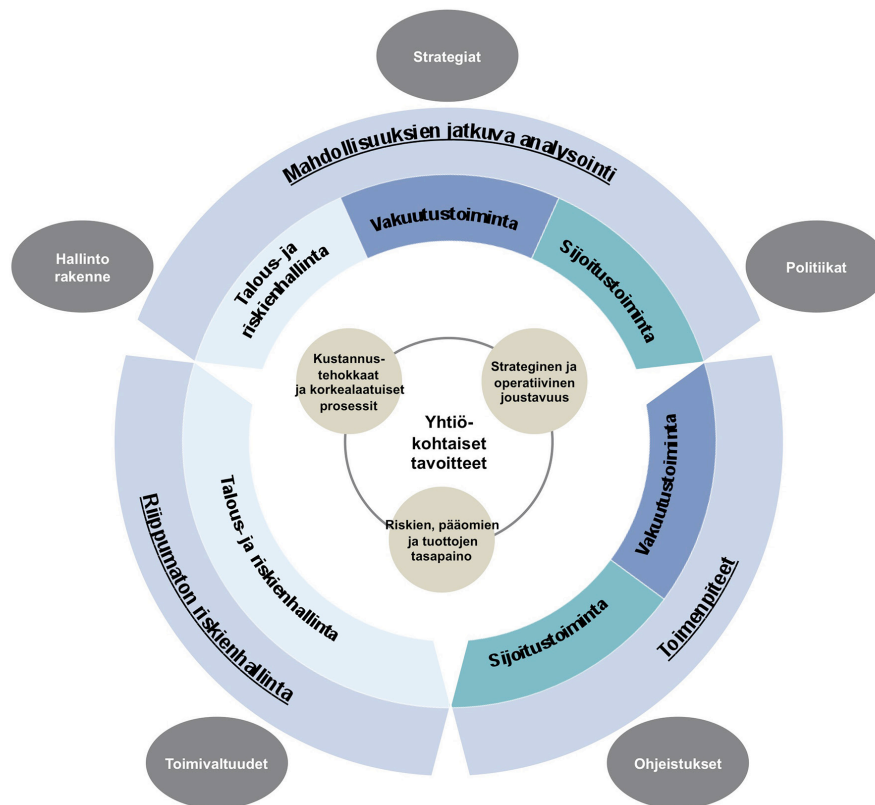 Strategiat
Mahdollisuuksien jatkuva analysointi
Vakuutustoiminta
Talous- ja
riskienhallinta
Sijoitustoiminta
Hallinto
rakenne
Politiikat
Kustannus-
tehokkaat
ja korkealaatuiset
prosessit
Strateginen ja
operatiivinen
joustavuus
Yhtiö-
kohtaiset
tavoitteet
Riskien, pääomien
ja tuottojen
tasapaino
Vakuutustoiminta
Sijoitustoiminta
Toimenpiteet
Talous- ja riskienhallinta
Riippumaton riskienhallinta
Toimivaltuudet
Ohjeistukset